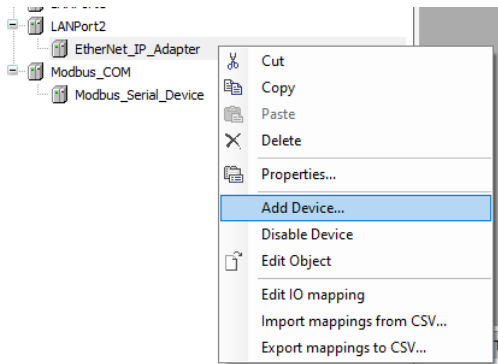 LANPort2
EtherNet_IP_Adapter
Modbus_COM
Modbus_Serial_Device
Cut
Copy
Paste
Delete
Properties...
Add Device...
Disable Device
Edit Object
Edit IO mapping
Import mappings from CSV...
Export mappings to CSV...